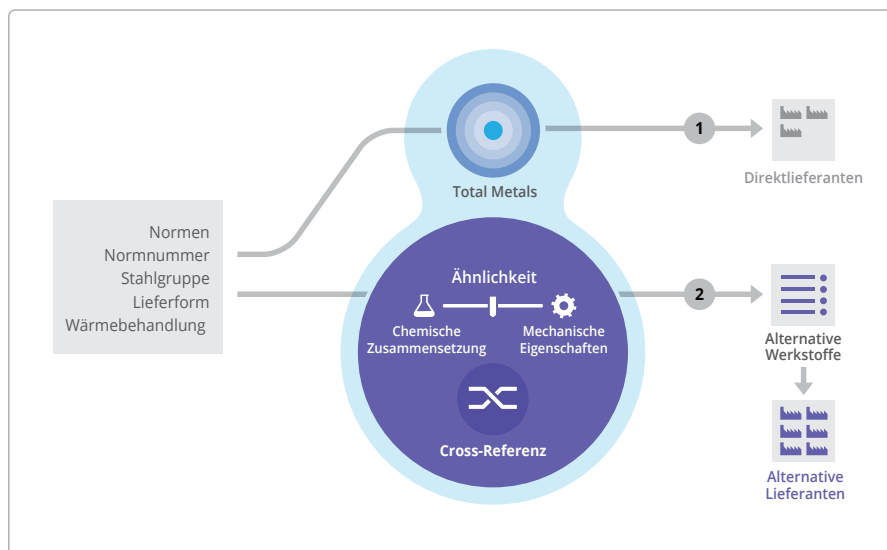 Normen
Normnummer
Stahlgruppe
Lieferform
Wärmebehandlung
Total Metals
1
Direktlieferanten
Ähnlichkeit
Chemische
Zusammensetzung
Mechanische
Eigenschaften
Cross-Referenz
2
Alternative
Werkstoffe
Alternative
Lieferanten